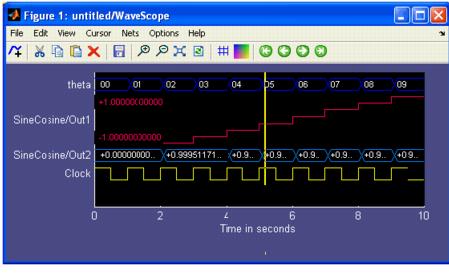 Figure 1: untitled/WaveScope
File Edit View Cursor Nets Options Help
theta 00 01 02 03 04 05 06 07 08 09
+1.00000000000
SineCosine/Out1
-1.00000000000
SineCosine/Out2 +0.00000000... +0.99951171... +0.9.. +0.9.. +0.9.. +0.9.. +0.9.. +0.9..
Clock
0 2 4 6 8 10
Time in seconds